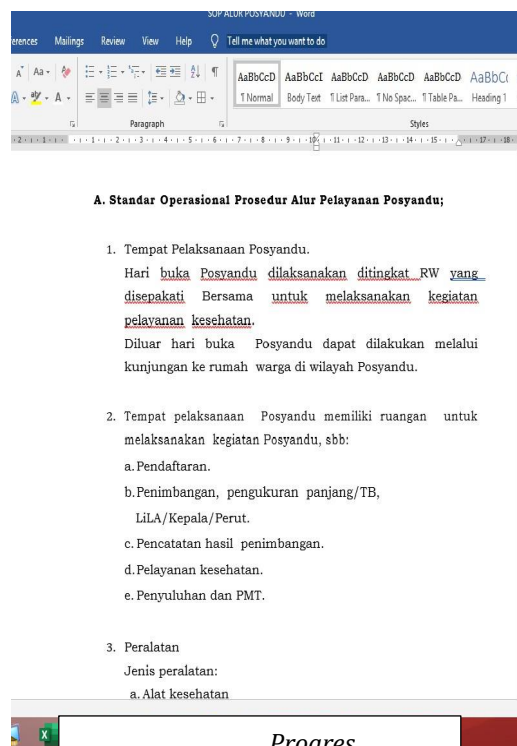 SOP ALUR POSYANDU - Word
erences Mailings Review View Help Tell me what you want to do
Aa
A
Paragraph Styles
AaBbCcD AaBbCcI AaBbCcD AaBbCcD AaBbCcD AaBbCc
¶ Normal Body Text ¶ List Para... ¶ No Spac... ¶ Table Pa... Heading 1
A. Standar Operasional Prosedur Alur Pelayanan Posyandu;
1. Tempat Pelaksanaan Posyandu.
Hari buka Posyandu dilaksanakan ditingkat RW yang
disepakati Bersama untuk melaksanakan kegiatan
pelayanan kesehatan.
Diluar hari buka Posyandu dapat dilakukan melalui
kunjungan ke rumah warga di wilayah Posyandu.
2. Tempat pelaksanaan Posyandu memiliki ruangan untuk
melaksanakan kegiatan Posyandu, sbb:
a. Pendaftaran.
b. Penimbangan, pengukuran panjang/TB,
LiLA/Kepala/Perut.
c. Pencatatan hasil penimbangan.
d. Pelayanan kesehatan.
e. Penyuluhan dan PMT.
3. Peralatan
Jenis peralatan:
a. Alat kesehatan
Progres